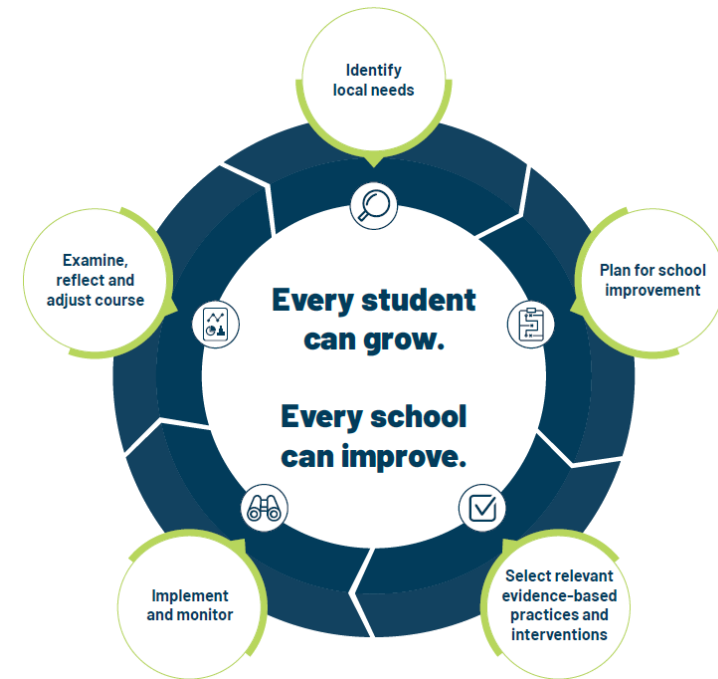 Identify
local needs
Plan for school
improvement
Select relevant
evidence-based
practices and
interventions
Implement
and monitor
Examine,
reflect and
adjust course
Every student
can grow.
Every school
can improve.